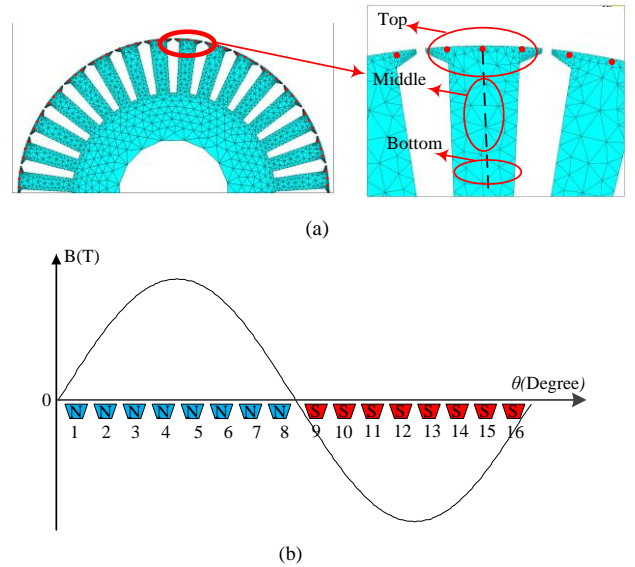 Top
Middle
Bottom
(a)
B(T)
0
θ(Degree)
N N N N N N N N S S S S S S S S
1 2 3 4 5 6 7 8 9 10 11 12 13 14 15 16
(b)